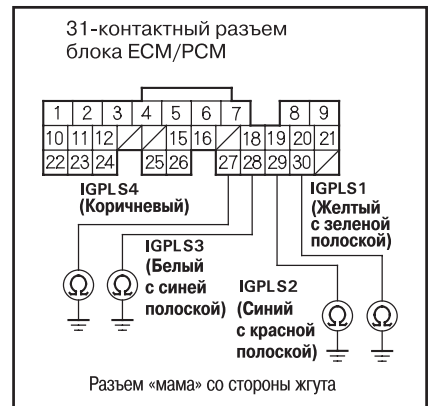 31-контактный разъем
блока ECM/PCM
1 2 3 4 5 6 7 8 9
10 11 12 15 16 18 19 20 21
22 23 24 25 26 27 28 29 30
IGPLS4
(Коричневый)
IGPLS1
(Желтый
с зеленой
полоской)
IGPLS3
(Белый
с синей
полоской)
IGPLS2
(Синий
с красной
полоской)
Ω Ω Ω Ω
Разъем «мама» со стороны жгута